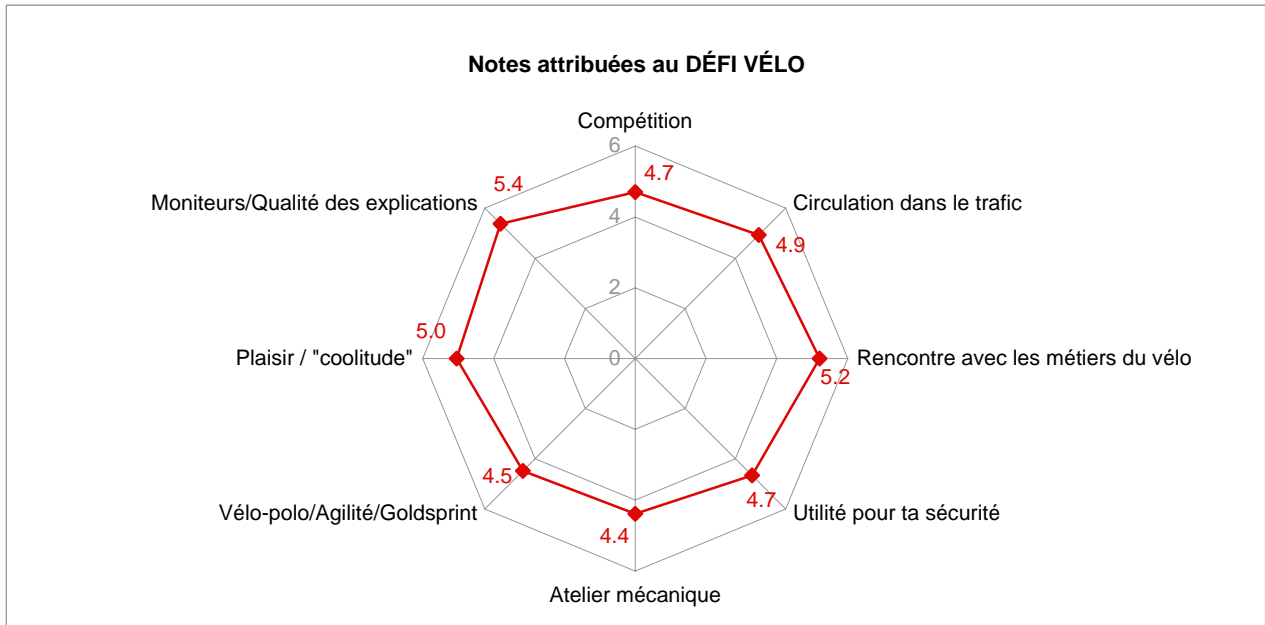 Notes attribuées au DÉFI VÉLO
Compétition
6
4.7
5.4
Moniteurs/Qualité des explications
Circulation dans le trafic
4
4.9
2
5.0
Plaisir / "coolitude"
0
Rencontre avec les métiers du vélo
5.2
4.5
4.7
Vélo-polo/Agilité/Goldsprint
Utilité pour ta sécurité
4.4
Atelier mécanique